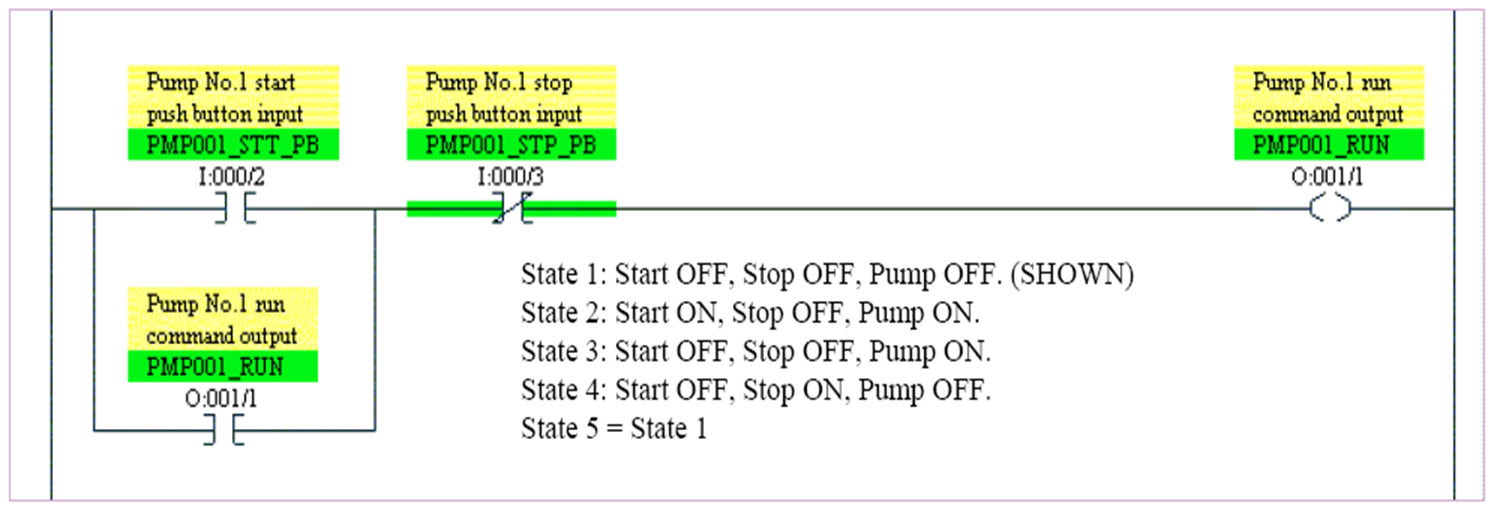 Pump No.1 start
push button input
PMP001_STT_PB
I:000/2
Pump No.1 stop
push button input
PMP001_STP_PB
I:000/3
Pump No.1 run
command output
PMP001_RUN
O:001/1
Pump No.1 run
command output
PMP001_RUN
O:001/1
State 1: Start OFF, Stop OFF, Pump OFF. (SHOWN)
State 2: Start ON, Stop OFF, Pump ON.
State 3: Start OFF, Stop OFF, Pump ON.
State 4: Start OFF, Stop ON, Pump OFF.
State 5 = State 1